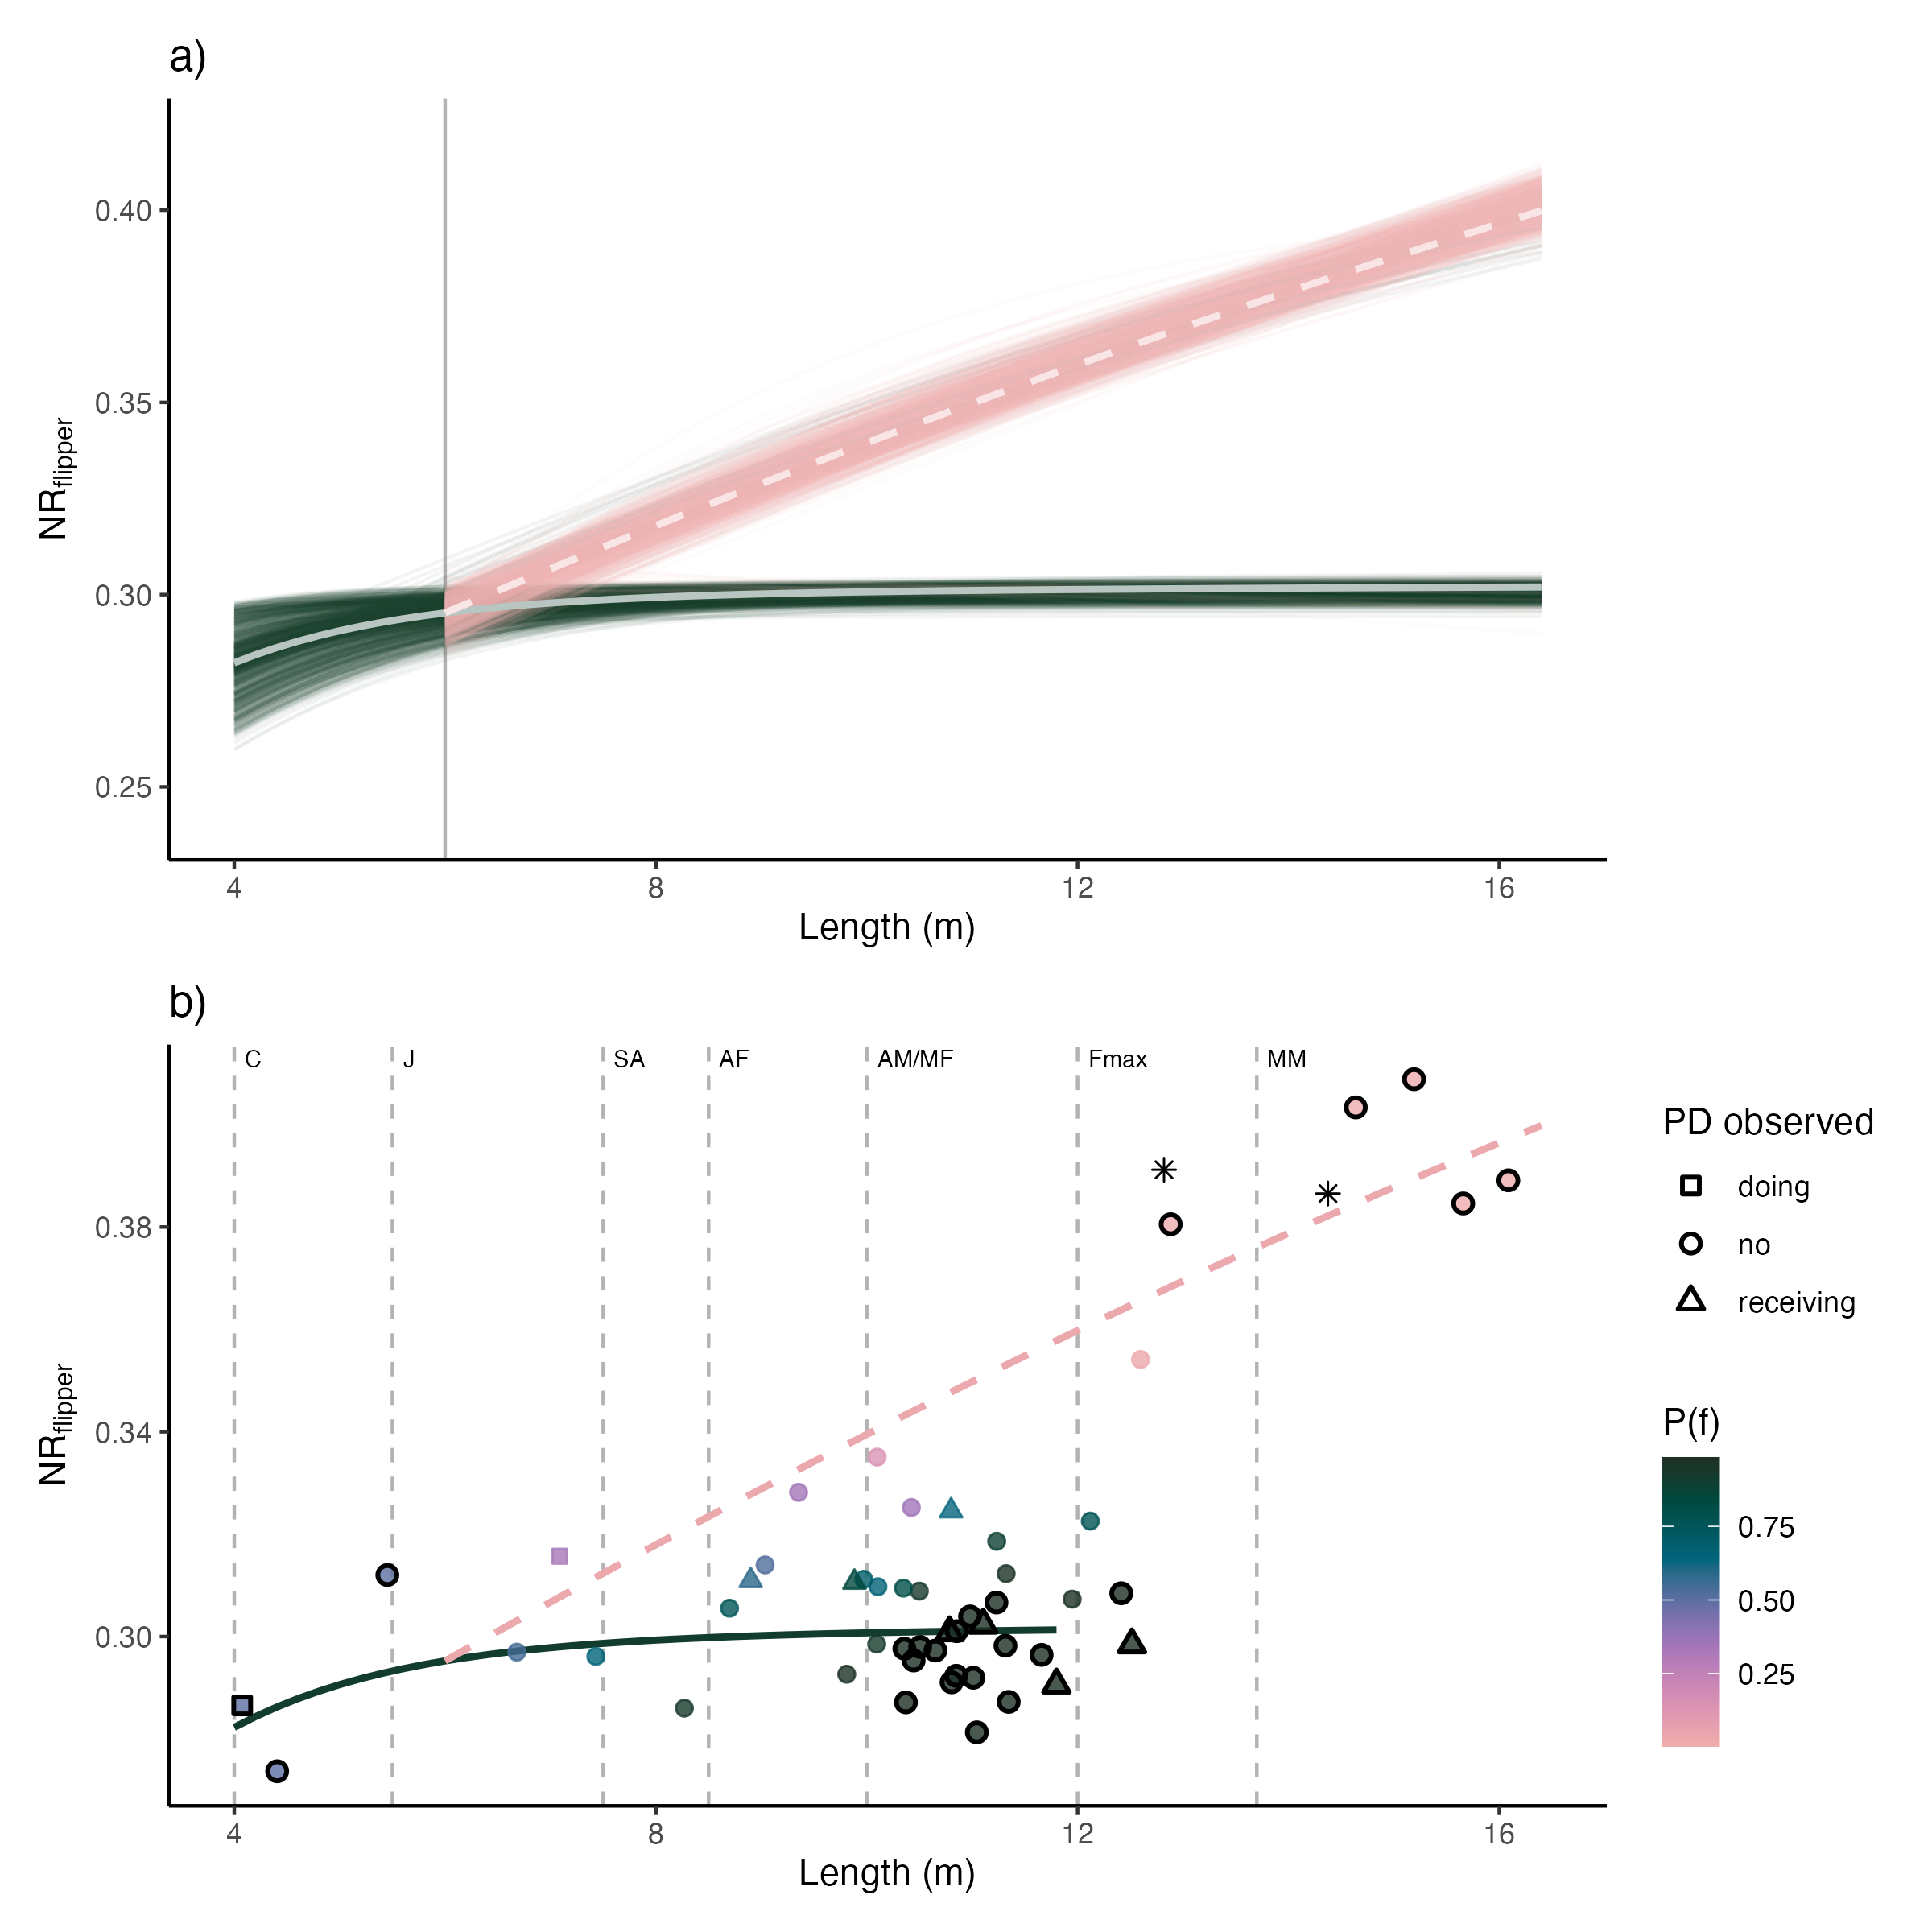 a)
0.40
0.35
0.30
0.25
NRflipper
4 8 12 16
Length (m)
b)
C J SA AF AM/MF Fmax MM
0.38
0.34
0.30
NRflipper
4 8 12 16
Length (m)
PD observed
doing
no
receiving
P(f)
0.75
0.50
0.25